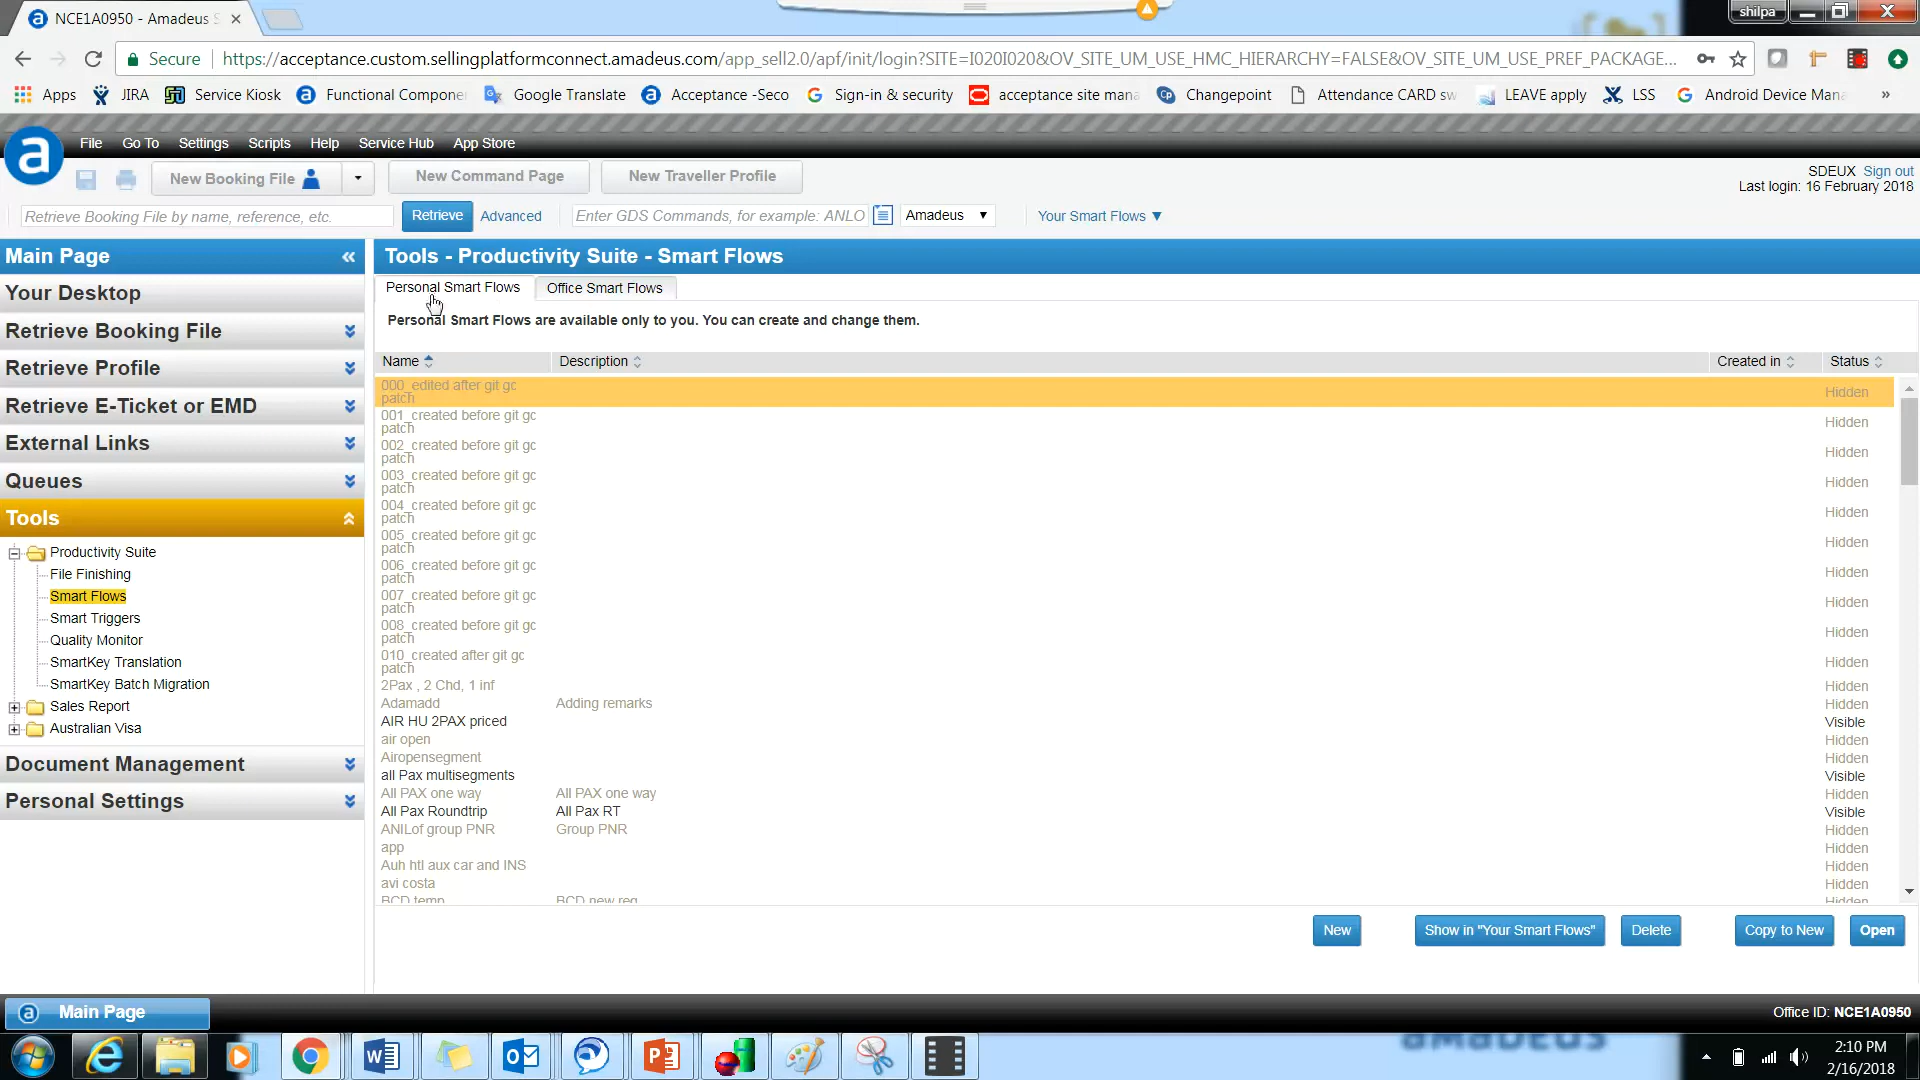 NCE1A0950 - Amadeus S
shilpa
Secure
https://acceptance.custom.sellingplatformconnect.amadeus.com/app_sell2.0/apf/init/login?SITE=I020I020&OV_SITE_UM_USE_HMC_HIERARCHY=FALSE&OV_SITE_UM_USE_PREF_PACKAGE...
Apps JIRA Service Kiosk Functional Compone Google Translate Acceptance -Seco Sign-in & security acceptance site mana Changepoint Attendance CARD sw LEAVE apply LSS Android Device Mana »
File Go To Settings Scripts Help Service Hub App Store
New Booking File New Command Page New Traveller Profile
SDEUX Sign out
Last login: 16 February 2018
Retrieve Booking File by name, reference, etc. Retrieve Advanced Enter GDS Commands, for example: ANLO Amadeus Your Smart Flows
Main Page «
Your Desktop
Retrieve Booking File
Retrieve Profile
Retrieve E-Ticket or EMD
External Links
Queues
Tools
Productivity Suite
File Finishing
Smart Flows
Smart Triggers
Quality Monitor
SmartKey Translation
SmartKey Batch Migration
Sales Report
Australian Visa
Document Management
Personal Settings
Tools - Productivity Suite - Smart Flows
Personal Smart Flows Office Smart Flows
Personal Smart Flows are available only to you. You can create and change them.
Name Description Created in Status
000_edited after git gc
patch Hidden
001_created before git gc
patch Hidden
002_created before git gc
patch Hidden
003_created before git gc
patch Hidden
004_created before git gc
patch Hidden
005_created before git gc
patch Hidden
006_created before git gc
patch Hidden
007_created before git gc
patch Hidden
008_created before git gc
patch Hidden
010_created after git gc
patch Hidden
2Pax , 2 Chd, 1 inf Hidden
Adamadd Adding remarks Hidden
AIR HU 2PAX priced Visible
air open Hidden
Airopensegment Hidden
all Pax multisegments Visible
All PAX one way All PAX one way Hidden
All Pax Roundtrip All Pax RT Visible
ANILof group PNR Group PNR Hidden
app Hidden
Auh htl aux car and INS Hidden
avi costa Hidden
BCD temp BCD new req Hidden
New Show in "Your Smart Flows" Delete Copy to New Open
Main Page
Office ID: NCE1A0950
amadeus
2:10 PM
2/16/2018